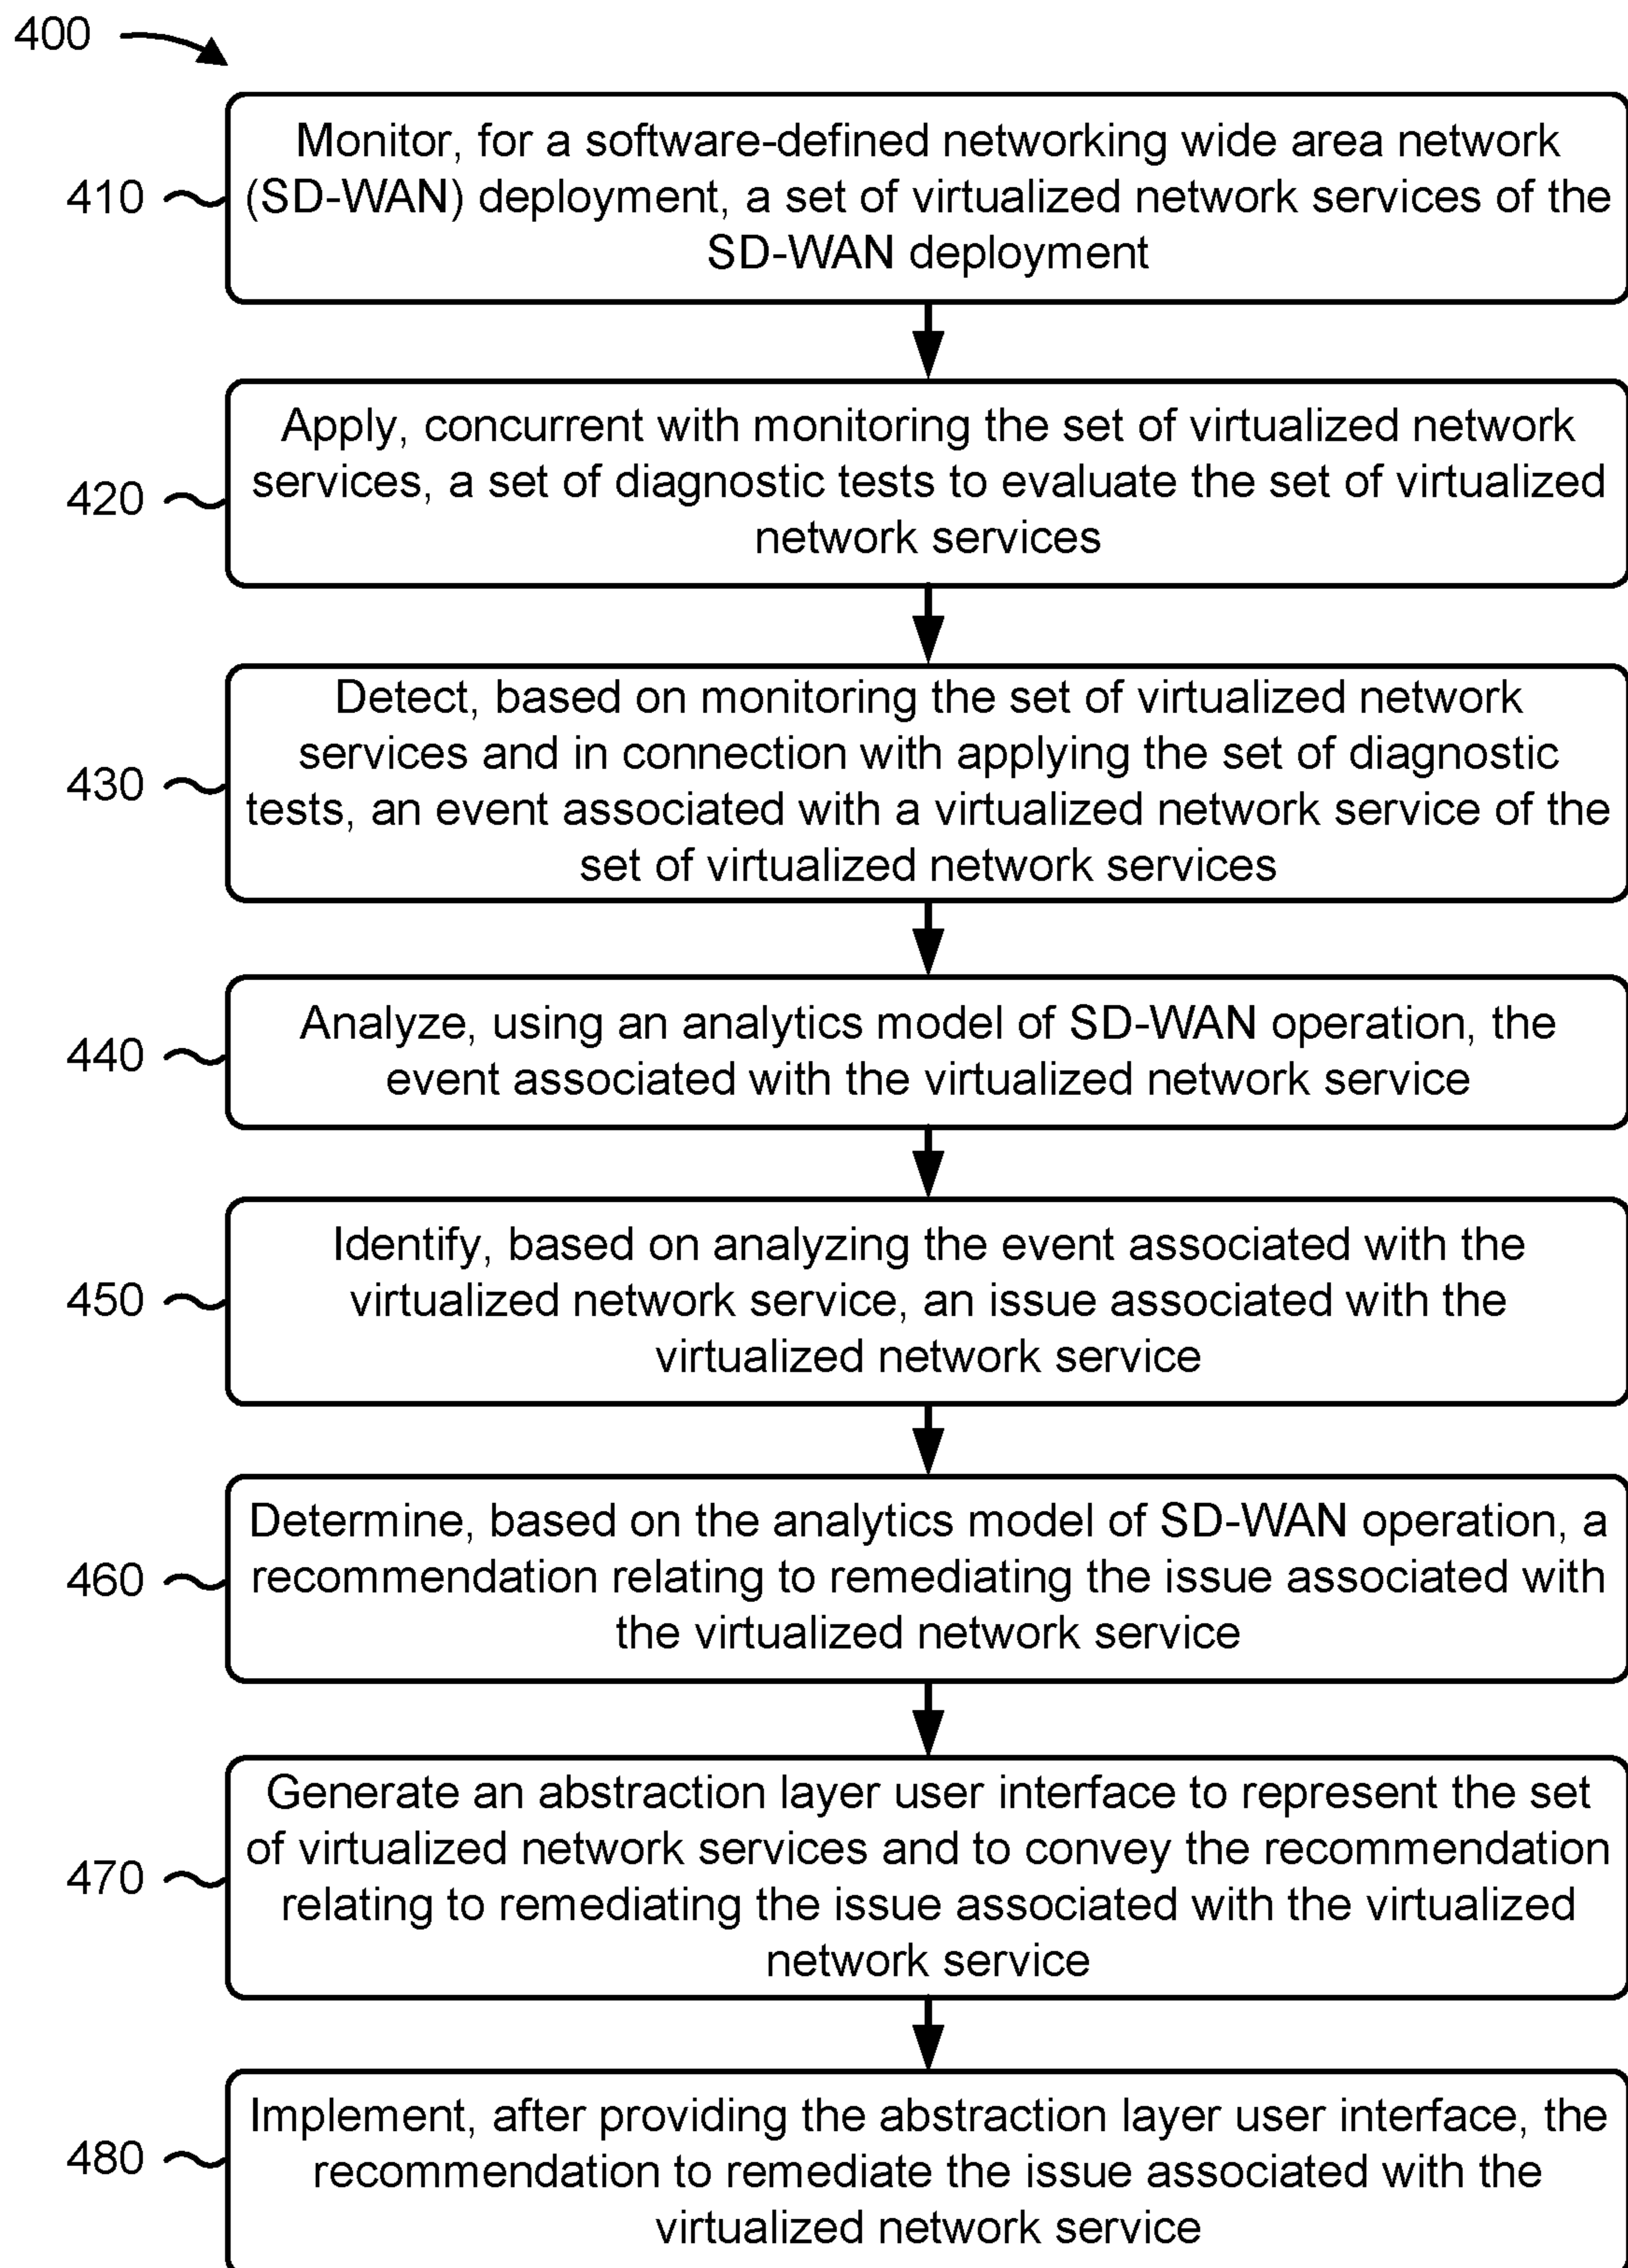 400
410
Monitor, for a software-defined networking wide area network
(SD-WAN) deployment, a set of virtualized network services of the
SD-WAN deployment
420
Apply, concurrent with monitoring the set of virtualized network
services, a set of diagnostic tests to evaluate the set of virtualized
network services
430
Detect, based on monitoring the set of virtualized network
services and in connection with applying the set of diagnostic
tests, an event associated with a virtualized network service of the
set of virtualized network services
440
Analyze, using an analytics model of SD-WAN operation, the
event associated with the virtualized network service
450
Identify, based on analyzing the event associated with the
virtualized network service, an issue associated with the
virtualized network service
460
Determine, based on the analytics model of SD-WAN operation, a
recommendation relating to remediating the issue associated with
the virtualized network service
470
Generate an abstraction layer user interface to represent the set
of virtualized network services and to convey the recommendation
relating to remediating the issue associated with the virtualized
network service
480
Implement, after providing the abstraction layer user interface, the
recommendation to remediate the issue associated with the
virtualized network service